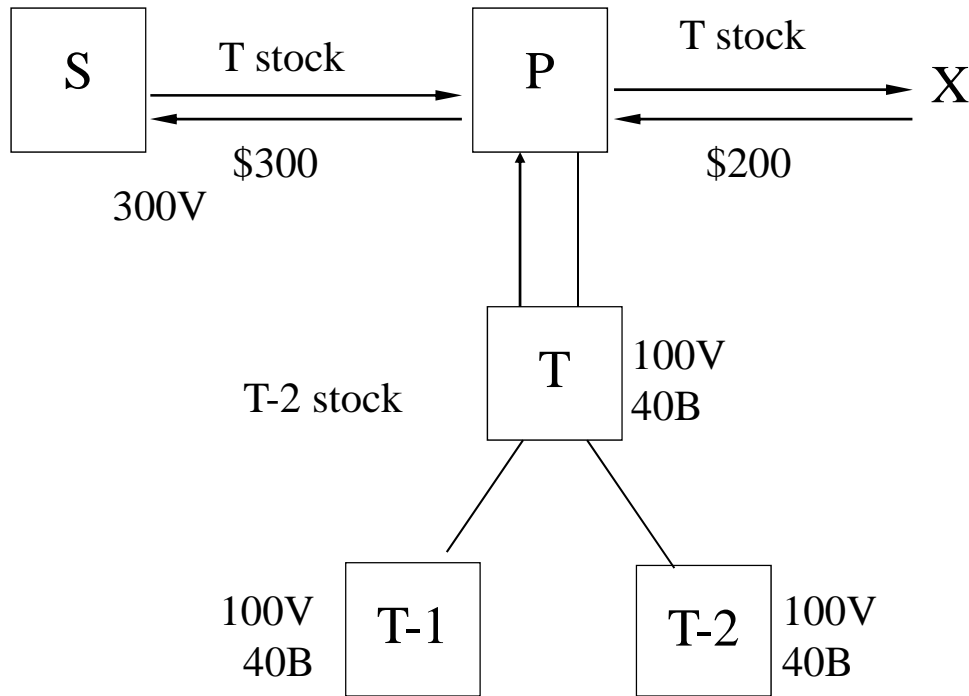 S
T stock
P
T stock
X
$300
$200
300V
T
100V
40B
T-2 stock
T-1
100V
40B
T-2
100V
40B